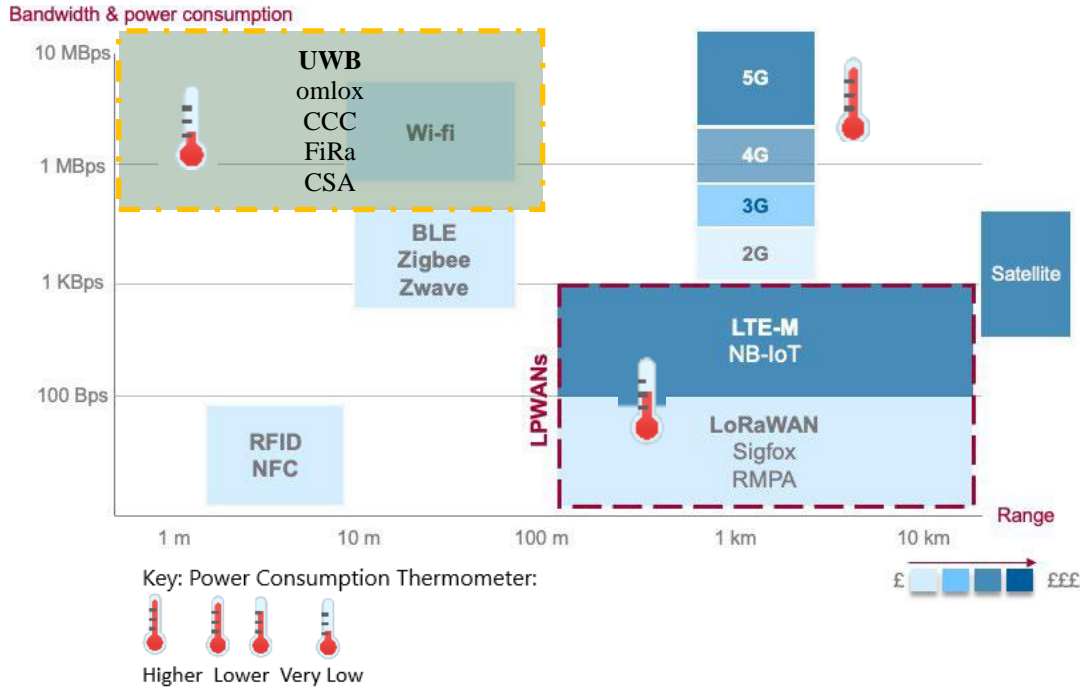 Bandwidth & power consumption
10 MBps
1 MBps
1 KBps
100 Bps
UWB
omlox
CCC
FiRa
CSA
Wi-fi
BLE
Zigbee
Zwave
RFID
NFC
5G
4G
3G
2G
Satellite
LPWANs
LTE-M
NB-IoT
LoRaWAN
Sigfox
RMPA
Range
1 m
10 m
100 m
1 km
10 km
£
£££
Key: Power Consumption Thermometer:
Higher Lower Very Low